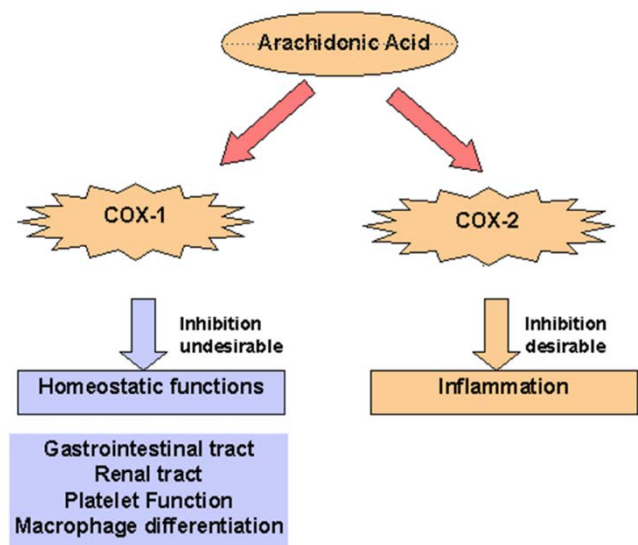 Arachidonic Acid
COX-1
COX-2
Inhibition
undesirable
Inhibition
desirable
Homeostatic functions
Inflammation
Gastrointestinal tract
Renal tract
Platelet Function
Macrophage differentiation